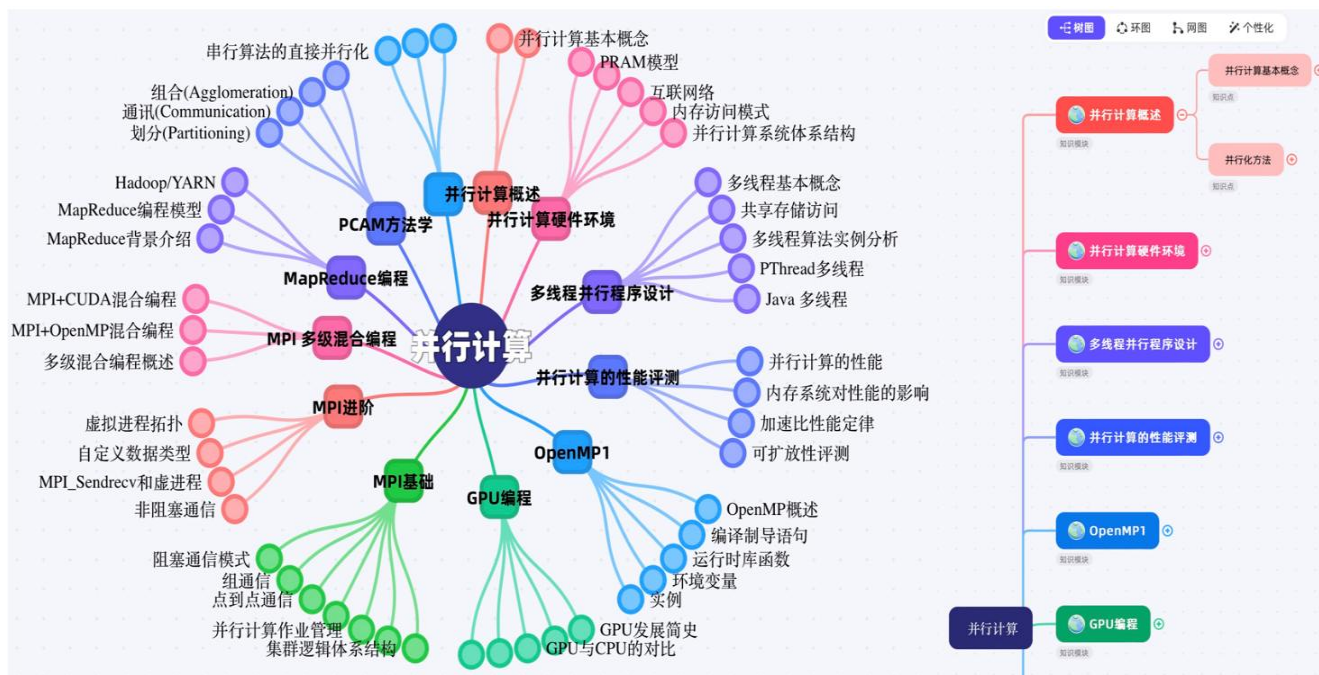 串行算法的直接并行化
组合(Agglomeration)
通讯(Communication)
划分(Partitioning)
Hadoop/YARN
MapReduce编程模型
MapReduce背景介绍
MPI+CUDA混合编程
MPI+OpenMP混合编程
多级混合编程概述
虚拟进程拓扑
自定义数据类型
MPI_Sendrecv和虚进程
非阻塞通信
阻塞通信模式
组通信
点到点通信
并行计算作业管理
集群逻辑体系结构
PCAM方法学
MapReduce编程
MPI 多级混合编程
MPI进阶
MPI基础
并行计算
并行计算概述
并行计算硬件环境
多线程并行程序设计
并行计算的性能评测
OpenMP1
GPU编程
并行计算基本概念
PRAM模型
互联网络
内存访问模式
并行计算系统体系结构
多线程基本概念
共享存储访问
多线程算法实例分析
PThread多线程
Java 多线程
并行计算的性能
内存系统对性能的影响
加速比性能定律
可扩放性评测
OpenMP概述
编译制导语句
运行时库函数
环境变量
实例
GPU发展简史
GPU与CPU的对比
树图 环图 网图 个性化
并行计算基本概念
知识点
并行计算概述
知识模块
并行化方法
知识点
并行计算硬件环境
知识模块
多线程并行程序设计
知识模块
并行计算的性能评测
知识模块
OpenMP1
知识模块
并行计算
GPU编程
知识模块